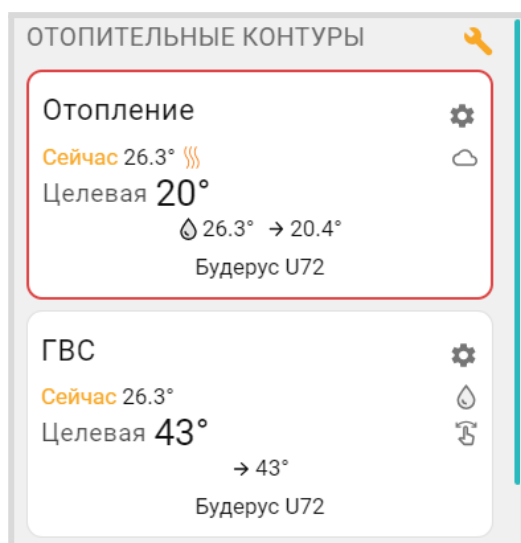 ОТОПИТЕЛЬНЫЕ КОНТУРЫ
Отопление
Сейчас 26.3°
Целевая 20°
26.3° → 20.4°
Будерус U72
ГВС
Сейчас 26.3°
Целевая 43°
→ 43°
Будерус U72